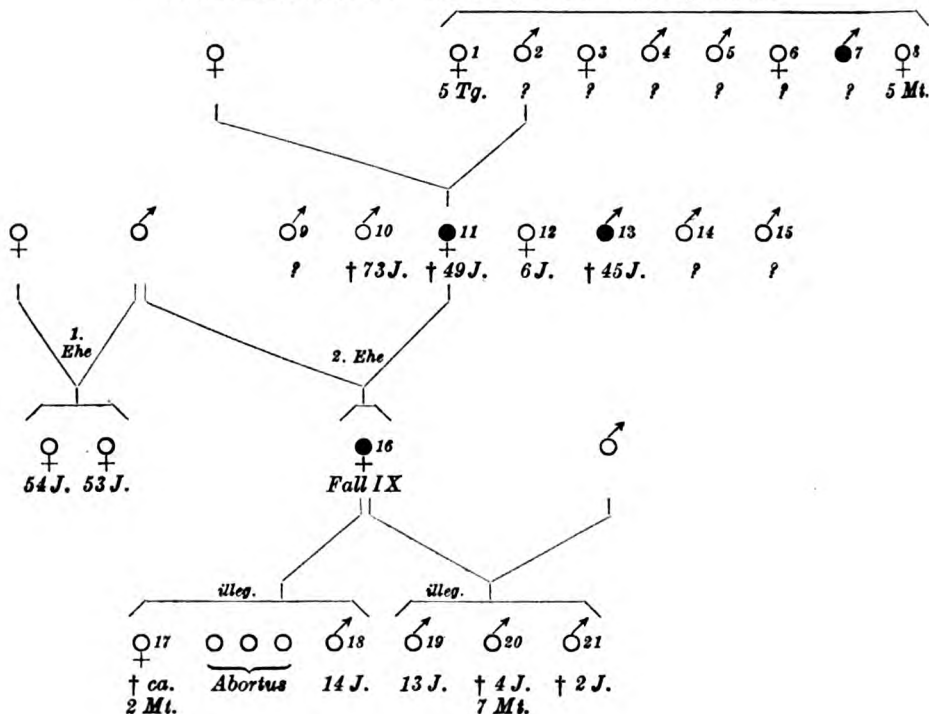 1 2 3 4 5 6 7 8
5 Tg. ? ? ? ? ? ? 5 Mt.
9 10 11 12 13 14 15
? † 73 J. † 49 J. 6 J. † 45 J. ? ?
1.
Ehe
2. Ehe
16
54 J. 53 J. Fall IX
illeg. illeg.
17 18 19 20 21
† ca. Abortus 14 J. 13 J. † 4 J. † 2 J.
2 Mt. 7 Mt.